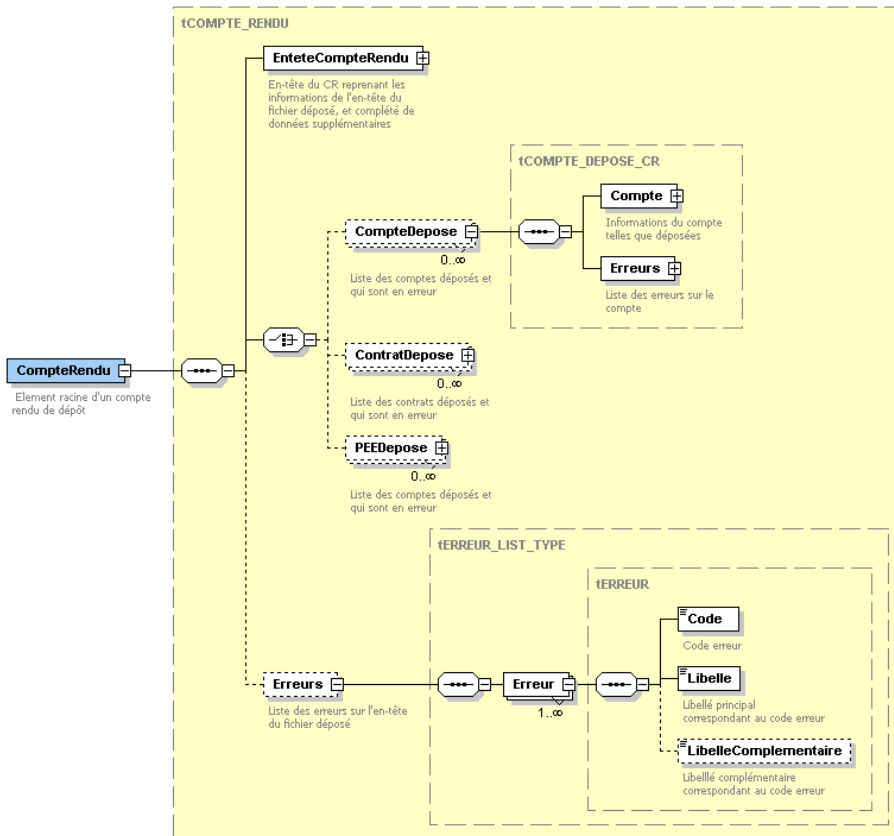 tCOMPTE_RENDU
EnteteCompteRendu
En-tête du CR reprenant les
informations de l'en-tête du
fichier déposé, et complété de
données supplémentaires
tCOMPTE_DEPOSE_CR
Compte
Informations du compte
telles que déposées
CompteDepose
0..∞
Liste des comptes déposés et
qui sont en erreur
Erreurs
Liste des erreurs sur le
compte
ContratDepose
0..∞
Liste des contrats déposés et
qui sont en erreur
CompteRendu
Element racine d'un compte
rendu de dépôt
PEEDepose
0..∞
Liste des comptes déposés et
qui sont en erreur
tERREUR_LIST_TYPE
tERREUR
Code
Code erreur
Erreurs
Liste des erreurs sur l'en-tête
du fichier déposé
Erreur
1..∞
Libelle
Libellé principal
correspondant au code erreur
LibelleComplementaire
Libelllé complémentaire
correspondant au code erreur